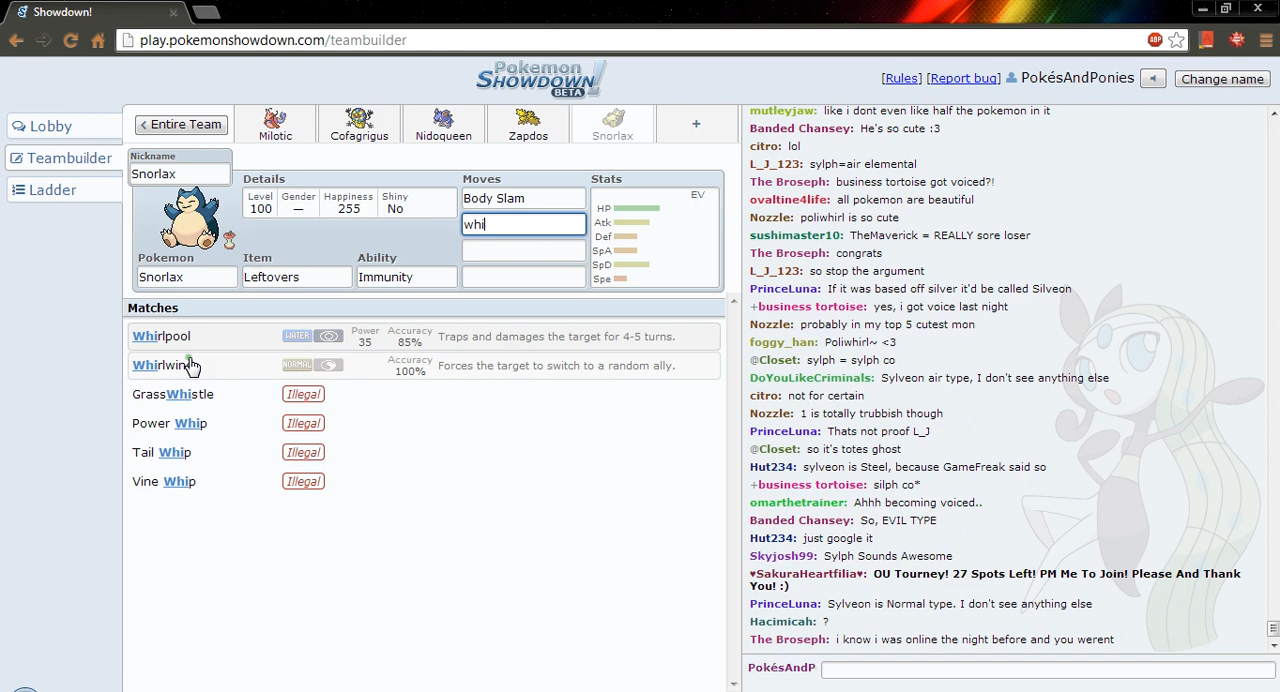 Showdown!
play.pokemonshowdown.com/teambuilder
ABP
Pokemon
SHOWDOWN!
BETA
[Rules] [Report bug] PokésAndPonies Change name
Lobby
Teambuilder
Ladder
Entire Team
Milotic
Cofagrigus
Nidoqueen
Zapdos
Snorlax
+
Nickname
Snorlax
Details
Level Gender Happiness Shiny
100 — 255 No
Pokemon Item Ability
Snorlax Leftovers Immunity
Moves
Body Slam
whi
Stats
EV
HP
Atk
Def
SpA
SpD
Spe
Matches
Whirlpool WATER Power 35 Accuracy 85% Traps and damages the target for 4-5 turns.
Whirlwin NORMAL Accuracy 100% Forces the target to switch to a random ally.
GrassWhistle Illegal
Power Whip Illegal
Tail Whip Illegal
Vine Whip Illegal
mutleyjaw: like i dont even like half the pokemon in it
Banded Chansey: He's so cute :3
citro: lol
L_J_123: sylph=air elemental
The Broseph: business tortoise got voiced?!
ovaltine4life: all pokemon are beautiful
Nozzle: poliwhirl is so cute
sushimaster10: TheMaverick = REALLY sore loser
The Broseph: congrats
L_J_123: so stop the argument
PrinceLuna: If it was based off silver it'd be called Silveon
+business tortoise: yes, i got voice last night
Nozzle: probably in my top 5 cutest mon
foggy_han: Poliwhirl~ <3
@Closet: sylph = sylph co
DoYouLikeCriminals: Sylveon air type, I don't see anything else
citro: not for certain
Nozzle: 1 is totally trubbish though
PrinceLuna: Thats not proof L_J
@Closet: so it's totes ghost
Hut234: sylveon is Steel, because GameFreak said so
+business tortoise: silph co*
omarthetrainer: Ahhh becoming voiced..
Banded Chansey: So, EVIL TYPE
Hut234: just google it
Skyjosh99: Sylph Sounds Awesome
♥SakuraHeartfilia♥: OU Tourney! 27 Spots Left! PM Me To Join! Please And Thank
You! :)
PrinceLuna: Sylveon is Normal type. I don't see anything else
Hacimicah: ?
The Broseph: i know i was online the night before and you werent
PokésAndP